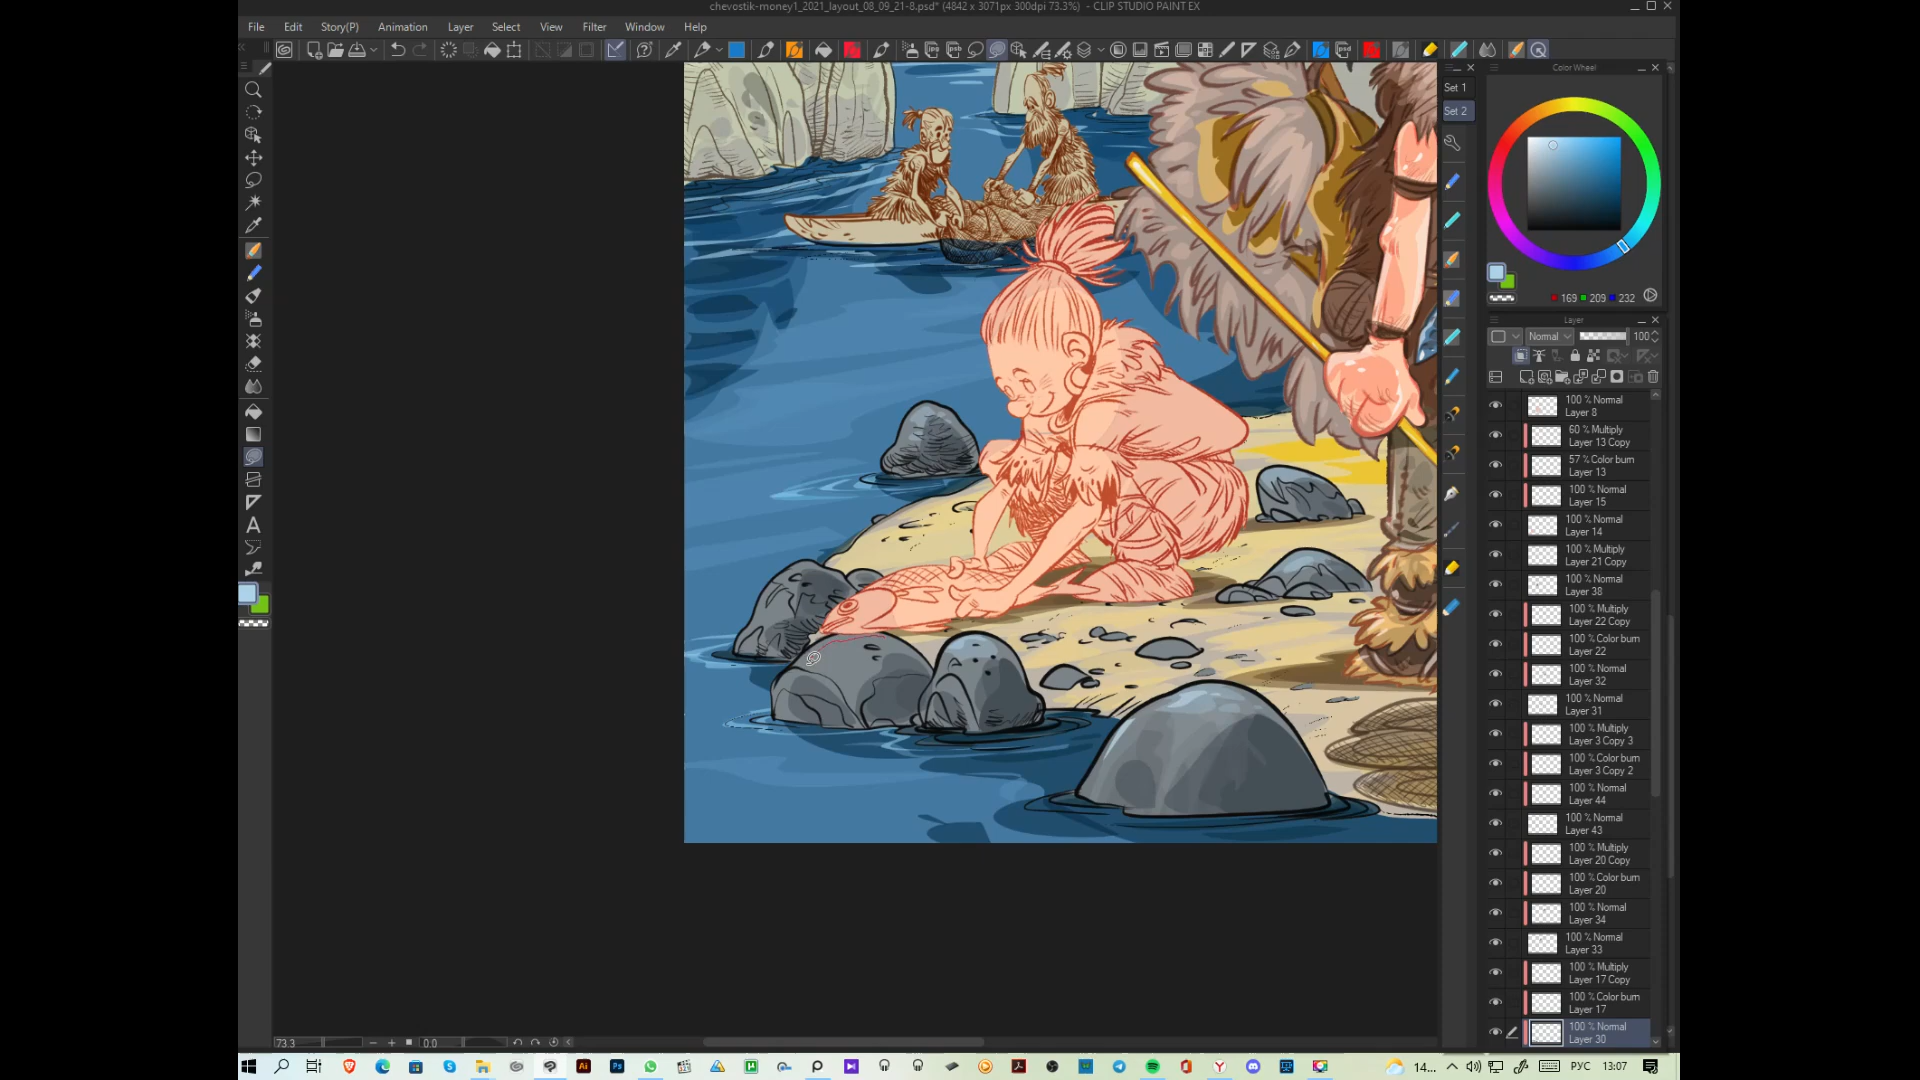 chevostik-money1_2021_layout_08_09_21-8.psd* (4842 x 3071px 300dpi 73.3%) - CLIP STUDIO PAINT EX
File Edit Story(P) Animation Layer Select View Filter Window Help
Set 1
Set 2
Color Wheel
169 209 232
Layer
Normal 100
100 % Normal
Layer 8
60 % Multiply
Layer 13 Copy
57 % Color burn
Layer 13
100 % Normal
Layer 15
100 % Normal
Layer 14
100 % Multiply
Layer 21 Copy
100 % Normal
Layer 38
100 % Multiply
Layer 22 Copy
100 % Color burn
Layer 22
100 % Normal
Layer 32
100 % Normal
Layer 31
100 % Multiply
Layer 3 Copy 3
100 % Color burn
Layer 3 Copy 2
100 % Normal
Layer 44
100 % Normal
Layer 43
100 % Multiply
Layer 20 Copy
100 % Color burn
Layer 20
100 % Normal
Layer 34
100 % Normal
Layer 33
100 % Multiply
Layer 17 Copy
100 % Color burn
Layer 17
100 % Normal
Layer 30
73.3 0.0
14... РУС 13:07